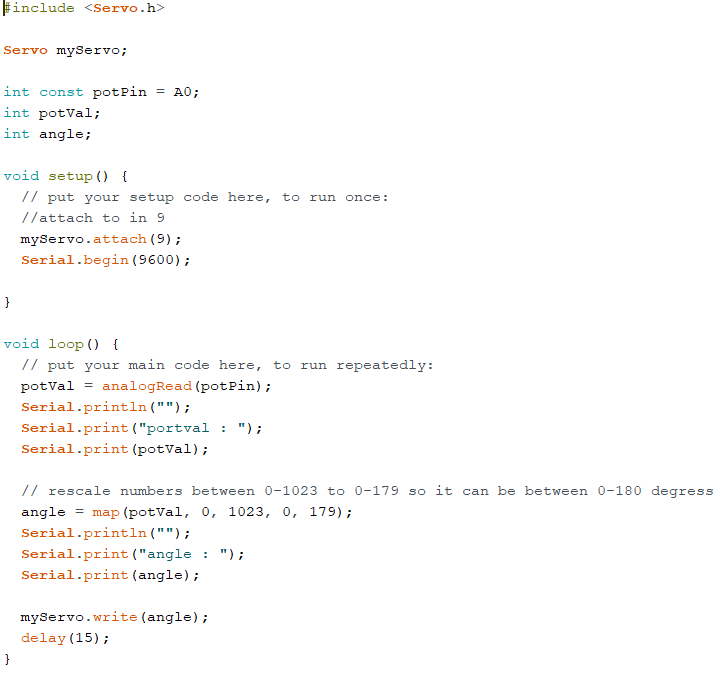 #include <Servo.h>

Servo myServo;

int const potPin = A0;
int potVal;
int angle;

void setup() {
  // put your setup code here, to run once:
  //attach to in 9
  myServo.attach(9);
  Serial.begin(9600);

}

void loop() {
  // put your main code here, to run repeatedly:
  potVal = analogRead(potPin);
  Serial.println("");
  Serial.print("portval : ");
  Serial.print(potVal);

  // rescale numbers between 0-1023 to 0-179 so it can be between 0-180 degress
  angle = map(potVal, 0, 1023, 0, 179);
  Serial.println("");
  Serial.print("angle : ");
  Serial.print(angle);

  myServo.write(angle);
  delay(15);
}